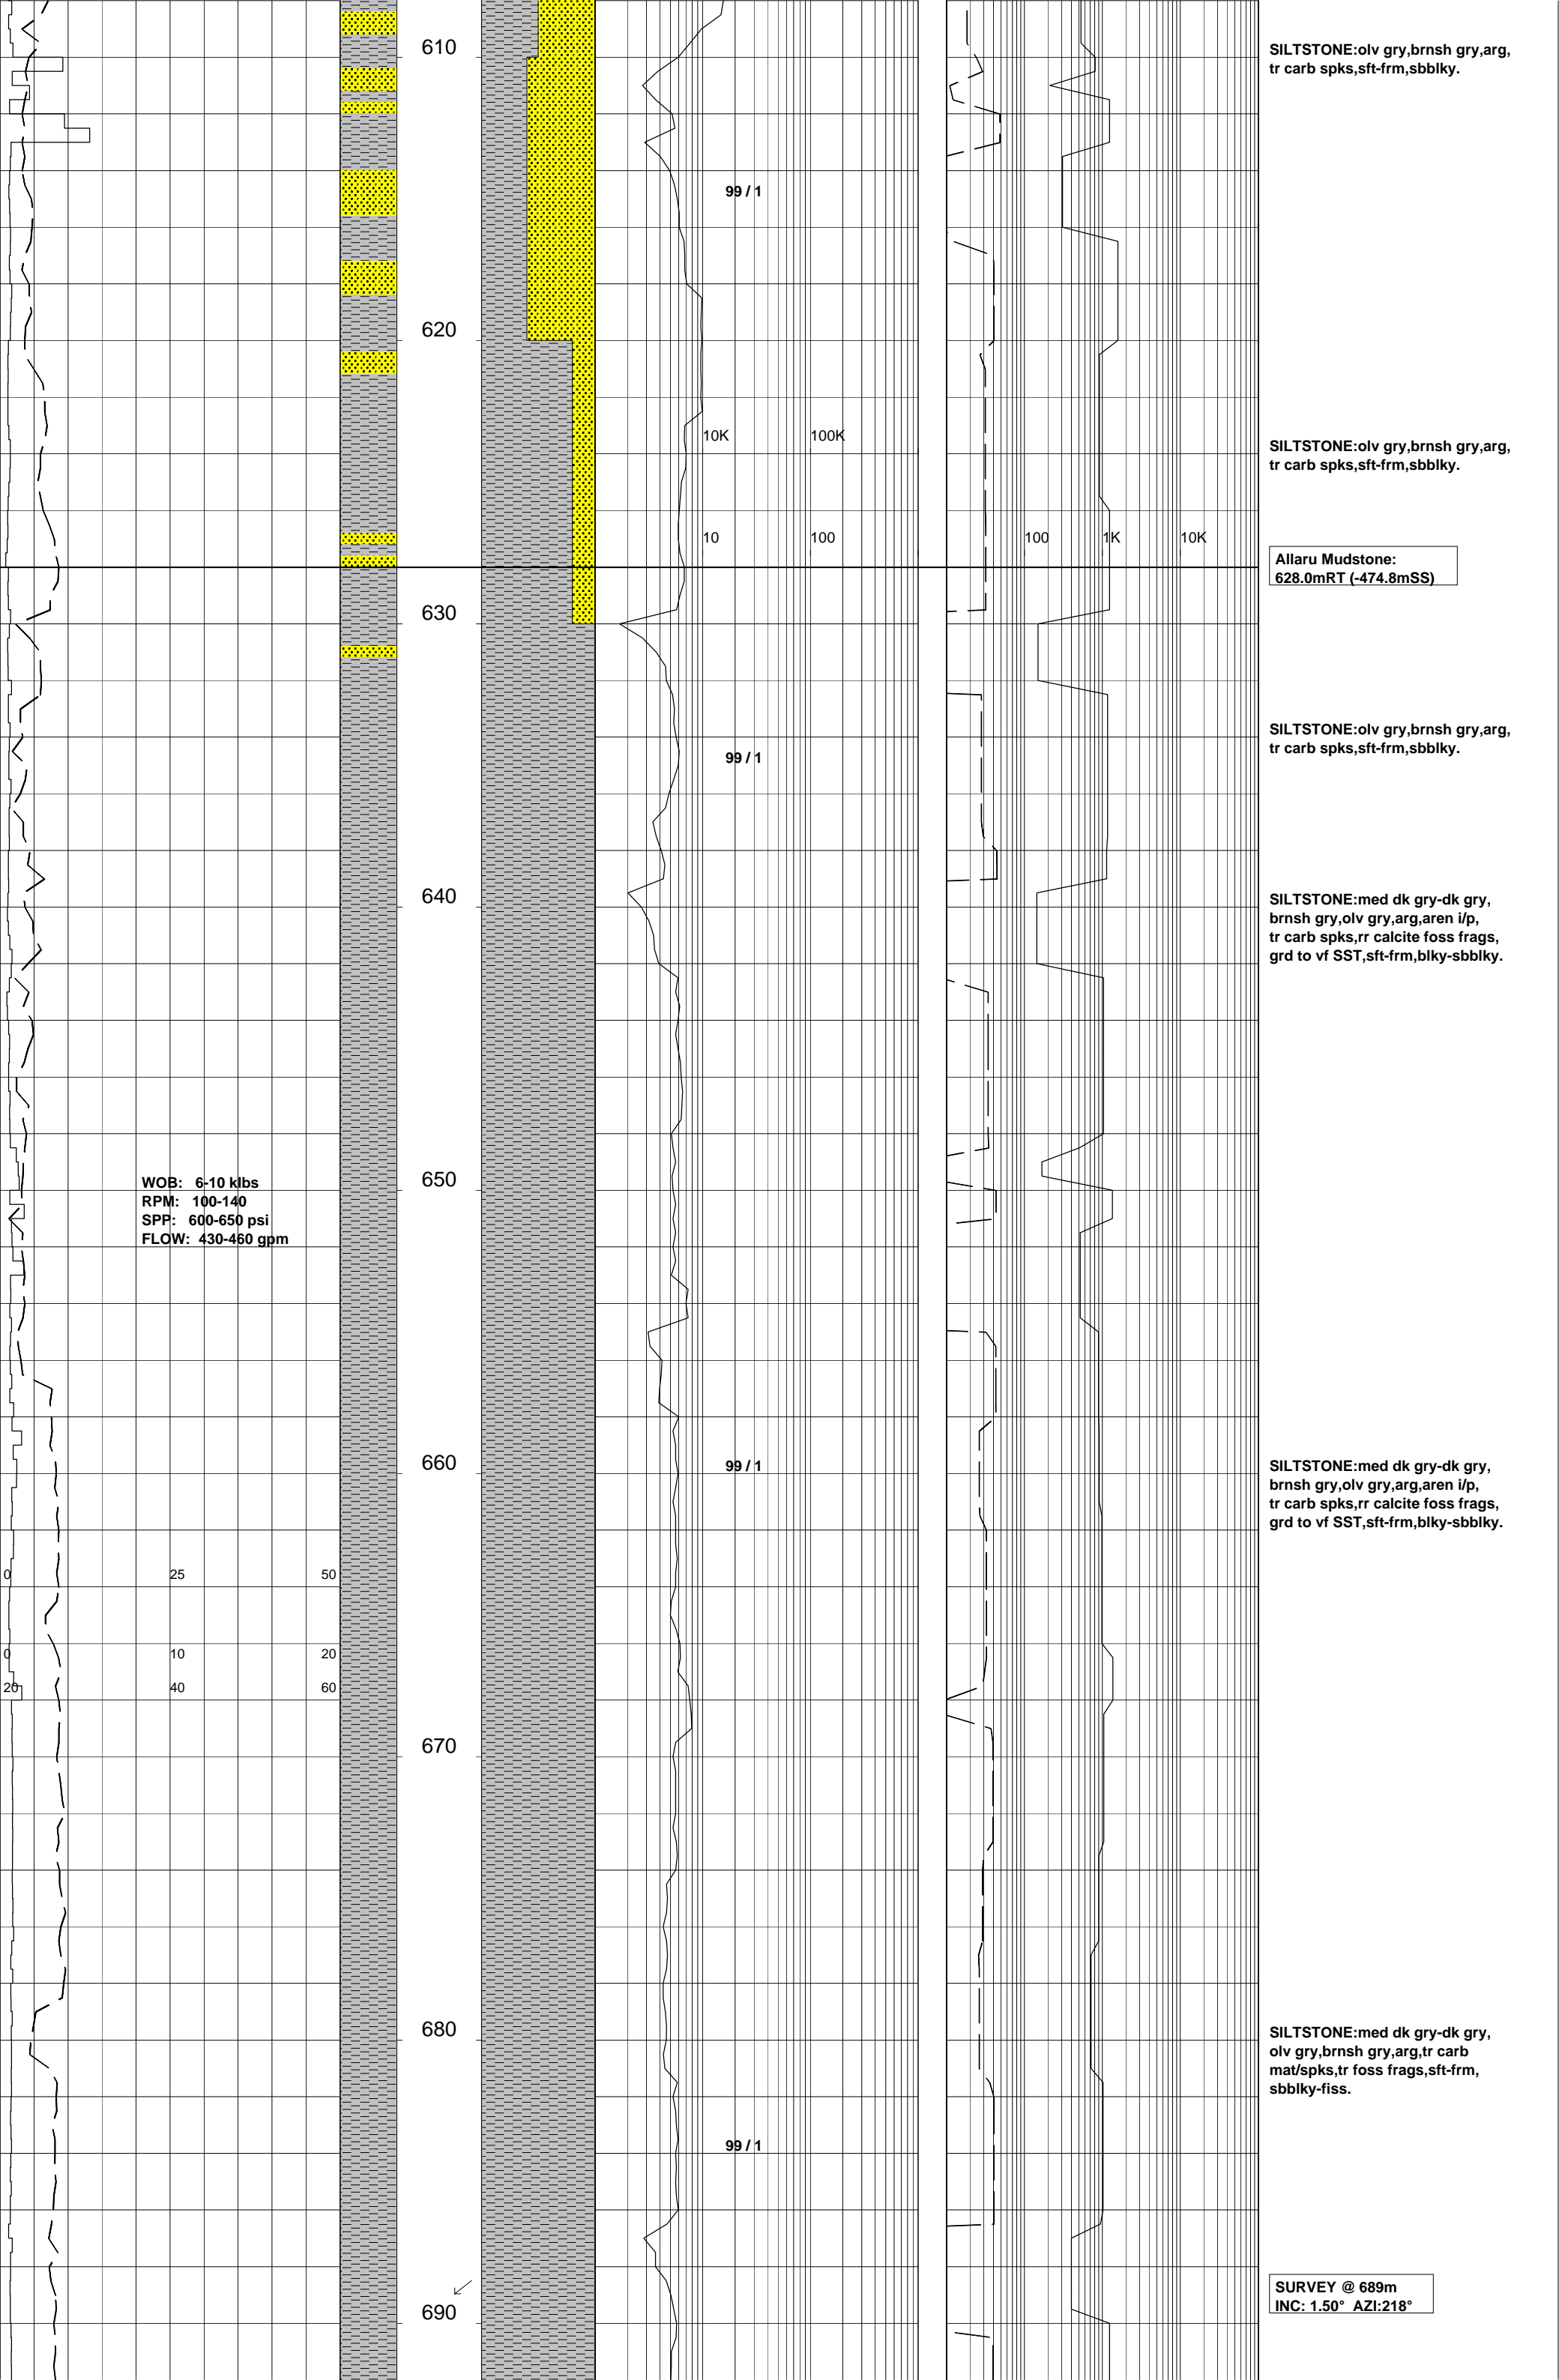 610
SILTSTONE:olv gry,brnsh gry,arg,
tr carb spks,sft-frm,sbblky.
99 / 1
620
10K 100K
SILTSTONE:olv gry,brnsh gry,arg,
tr carb spks,sft-frm,sbblky.
10 100 100 1K 10K
Allaru Mudstone:
628.0mRT (-474.8mSS)
630
SILTSTONE:olv gry,brnsh gry,arg,
tr carb spks,sft-frm,sbblky.
99 / 1
640
SILTSTONE:med dk gry-dk gry,
brnsh gry,olv gry,arg,aren i/p,
tr carb spks,rr calcite foss frags,
grd to vf SST,sft-frm,blky-sbblky.
650
WOB: 6-10 klbs
RPM: 100-140
SPP: 600-650 psi
FLOW: 430-460 gpm
660
99 / 1
SILTSTONE:med dk gry-dk gry,
brnsh gry,olv gry,arg,aren i/p,
tr carb spks,rr calcite foss frags,
grd to vf SST,sft-frm,blky-sbblky.
0 25 50
0 10 20
20 40 60
670
680
SILTSTONE:med dk gry-dk gry,
olv gry,brnsh gry,arg,tr carb
mat/spks,tr foss frags,sft-frm,
sbblky-fiss.
99 / 1
SURVEY @ 689m
INC: 1.50° AZI:218°
690